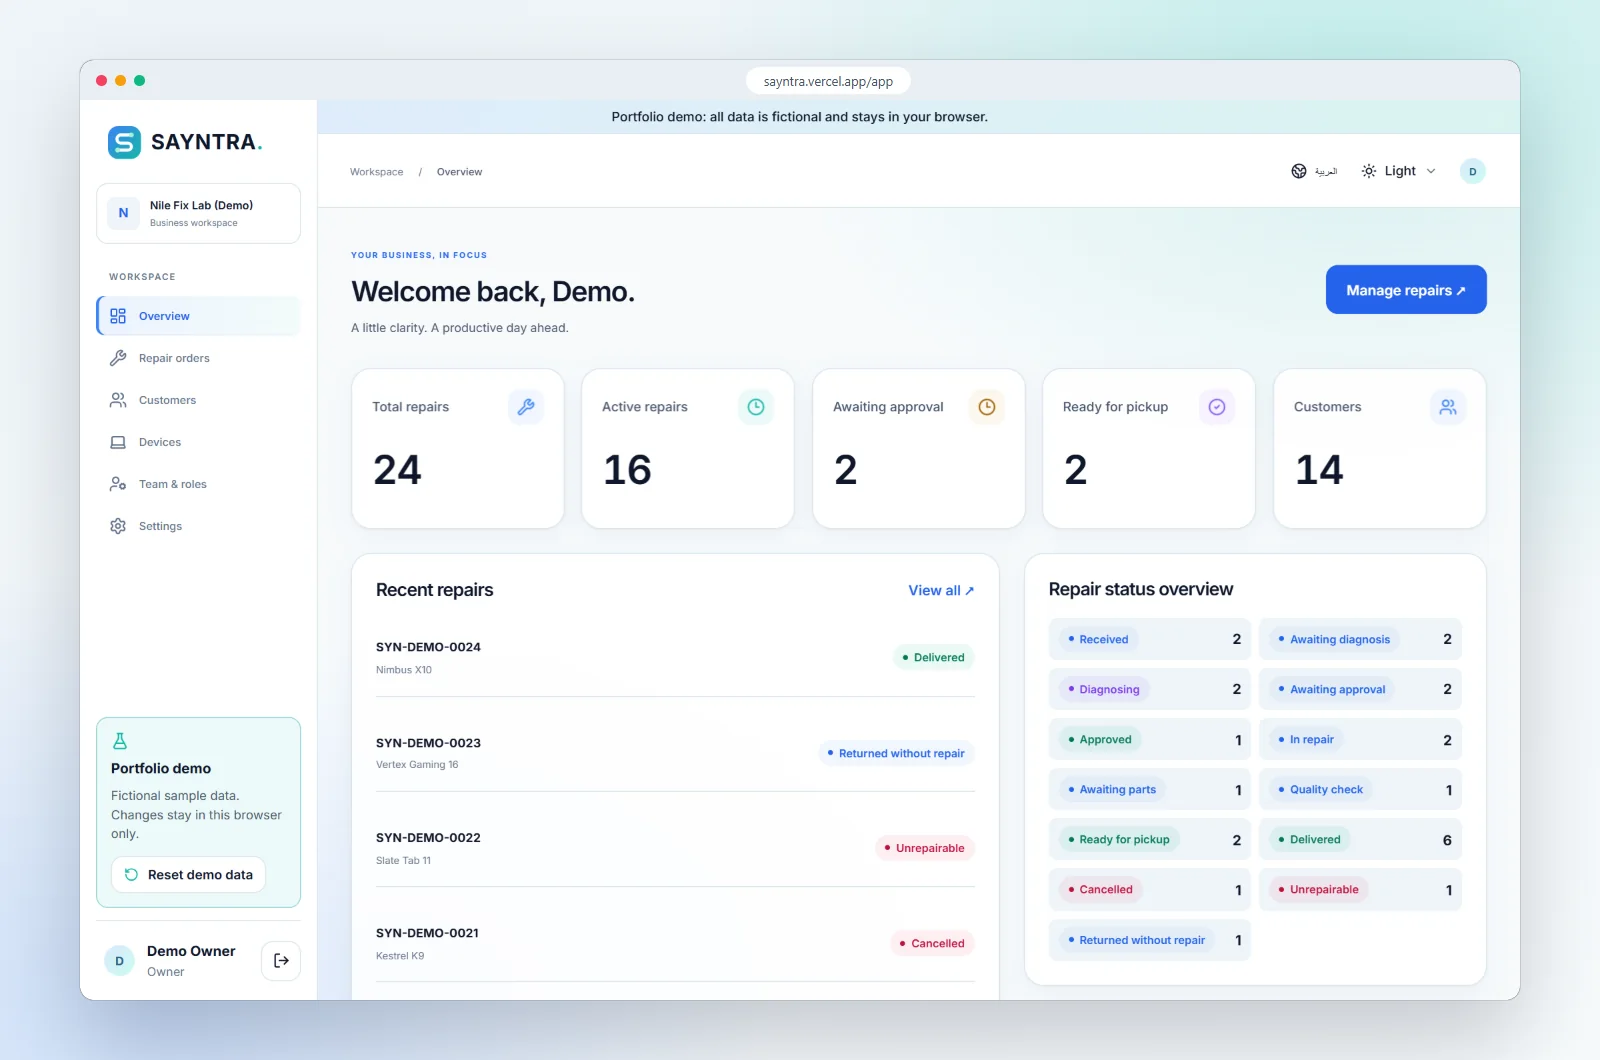 sayntra.vercel.app/app
SAYNTRA.
Portfolio demo: all data is fictional and stays in your browser.
Nile Fix Lab (Demo)
N
Business workspace
WORKSPACE
Overview
Repair orders
Customers
Devices
Team & roles
Settings
Portfolio demo
Fictional sample data.
Changes stay in this browser
only.
Reset demo data
D
Demo Owner
Owner
Workspace / Overview
العربية
Light
D
YOUR BUSINESS, IN FOCUS
Welcome back, Demo.
A little clarity. A productive day ahead.
Manage repairs ↗
Total repairs
24
Active repairs
16
Awaiting approval
2
Ready for pickup
2
Customers
14
Recent repairs
View all ↗
SYN-DEMO-0024
Nimbus X10
Delivered
SYN-DEMO-0023
Vertex Gaming 16
Returned without repair
SYN-DEMO-0022
Slate Tab 11
Unrepairable
SYN-DEMO-0021
Kestrel K9
Cancelled
Repair status overview
Received 2
Awaiting diagnosis 2
Diagnosing 2
Awaiting approval 2
Approved 1
In repair 2
Awaiting parts 1
Quality check 1
Ready for pickup 2
Delivered 6
Cancelled 1
Unrepairable 1
Returned without repair 1